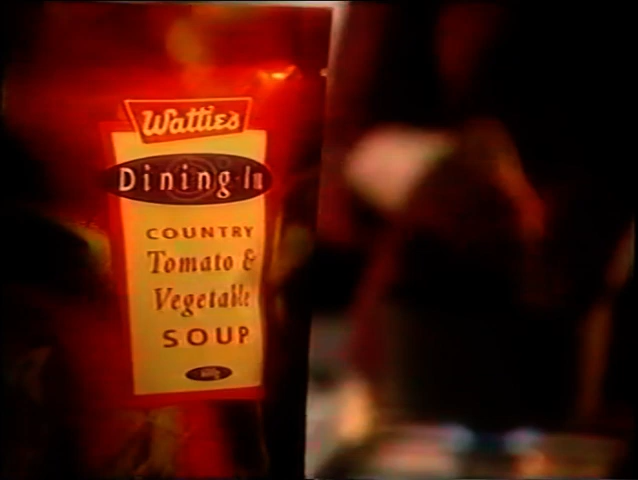 Wattie's
Dining-In
COUNTRY
Tomato &
Vegetable
SOUP